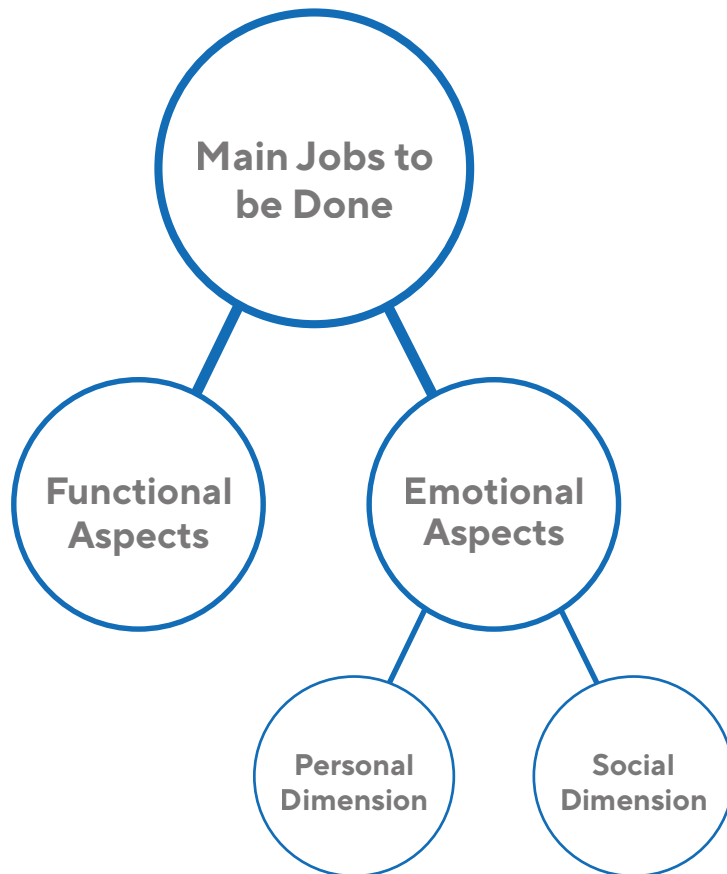 Main Jobs to
be Done
Functional
Aspects
Emotional
Aspects
Personal
Dimension
Social
Dimension